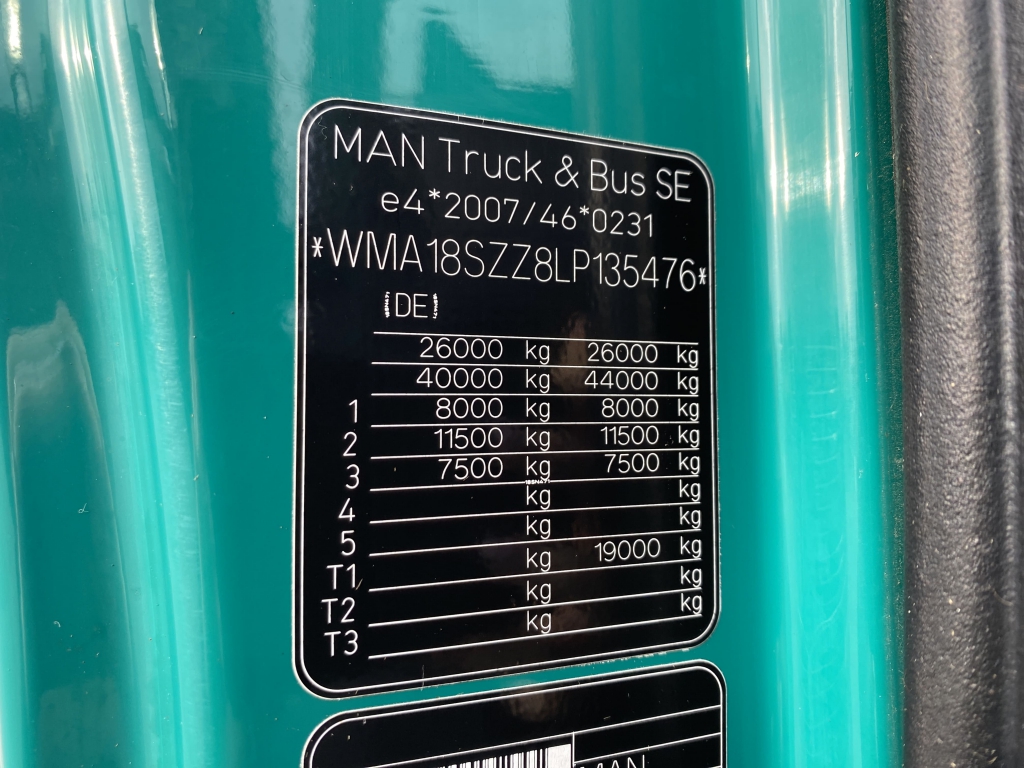 MAN Truck & Bus SE
e4*2007/46*0231
*WMA18SZZ8LP135476*
DE
26000 kg 26000 kg
40000 kg 44000 kg
1 8000 kg 8000 kg
2 11500 kg 11500 kg
3 7500 kg 7500 kg
4 kg kg
5 kg kg
T1 kg 19000 kg
T2 kg kg
T3 kg kg
MAN